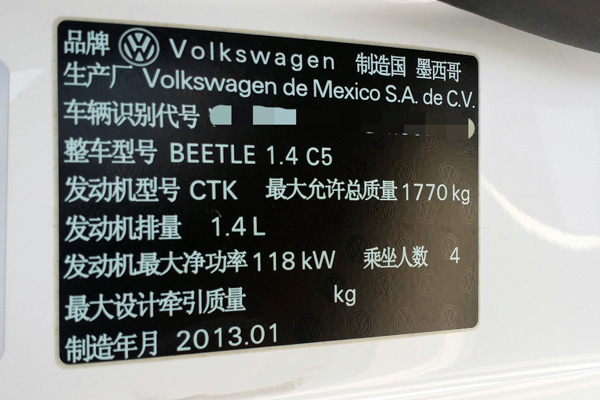 品牌 Volkswagen 制造国 墨西哥
生产厂 Volkswagen de Mexico S.A. de C.V.
车辆识别代号
整车型号 BEETLE 1.4 C5
发动机型号 CTK 最大允许总质量 1770 kg
发动机排量 1.4 L
发动机最大净功率 118 kW 乘坐人数 4
最大设计牵引质量 kg
制造年月 2013.01